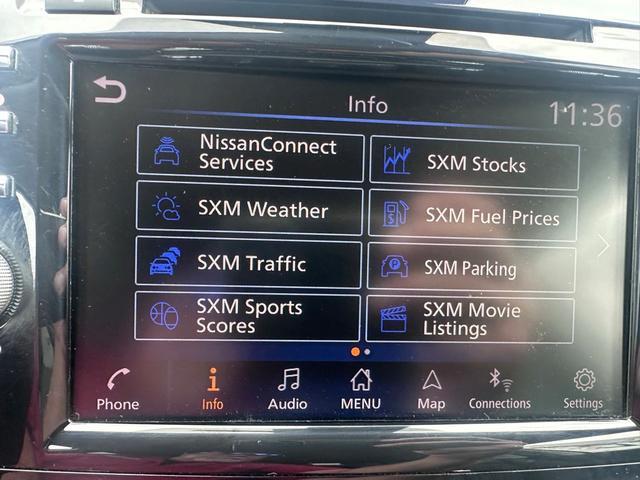 Info
11:36
NissanConnect
Services
SXM Stocks
SXM Weather
SXM Fuel Prices
SXM Traffic
SXM Parking
SXM Sports
Scores
SXM Movie
Listings
Phone
Info
Audio
MENU
Map
Connections
Settings